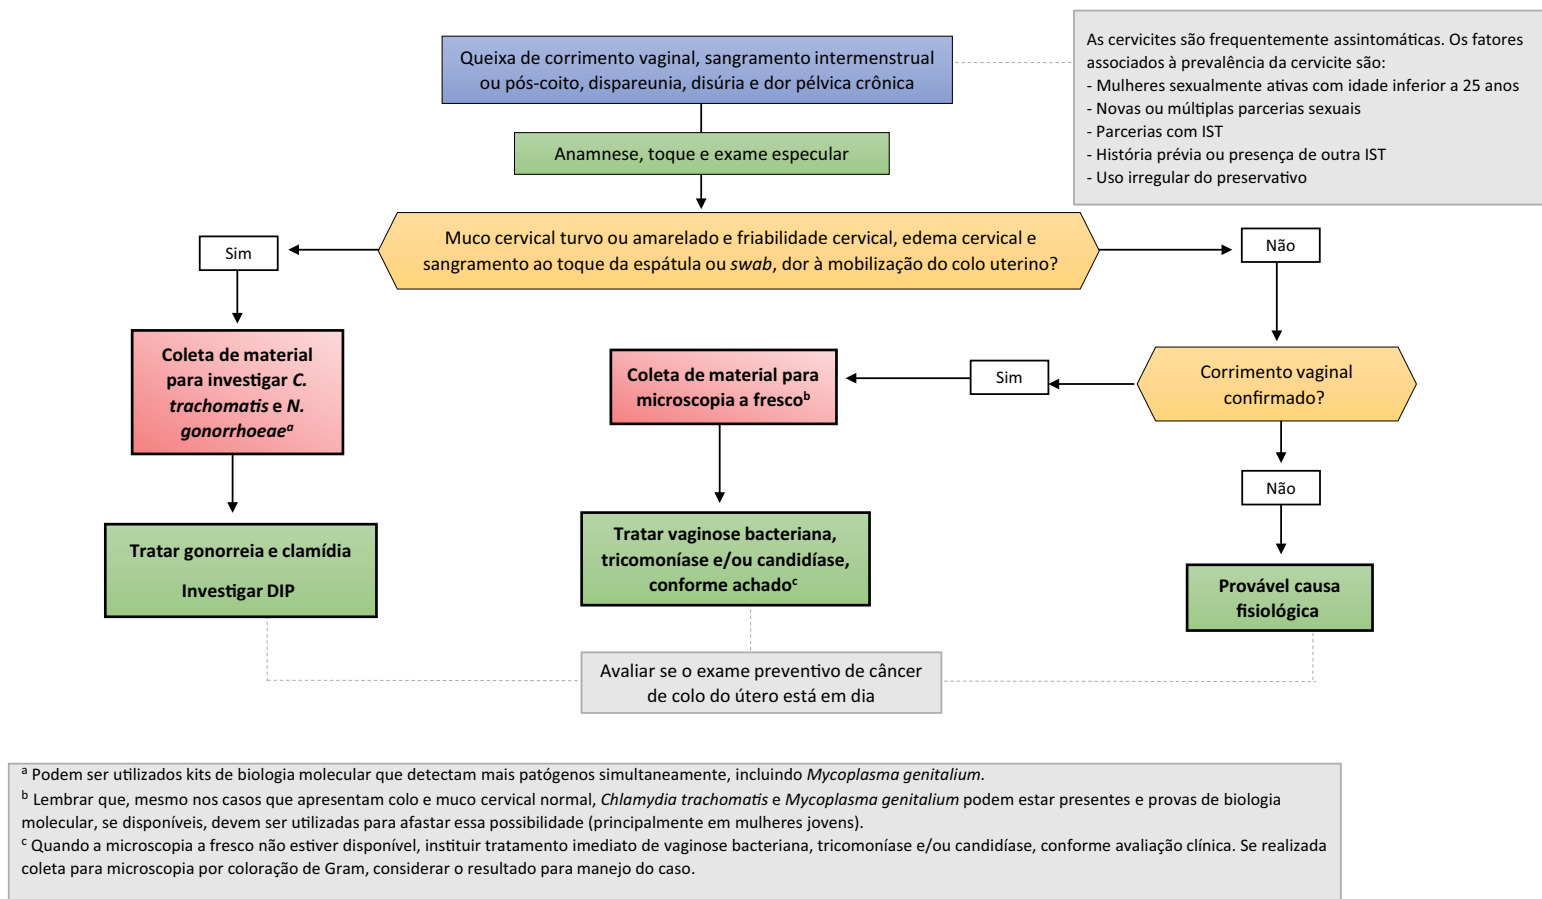 Queixa de corrimento vaginal, sangramento intermenstrual
ou pós-coito, dispareunia, disúria e dor pélvica crônica
As cervicites são frequentemente assintomáticas. Os fatores
associados à prevalência da cervicite são:
- Mulheres sexualmente ativas com idade inferior a 25 anos
- Novas ou múltiplas parcerias sexuais
- Parcerias com IST
- História prévia ou presença de outra IST
- Uso irregular do preservativo
Anamnese, toque e exame especular
Muco cervical turvo ou amarelado e friabilidade cervical, edema cervical e
sangramento ao toque da espátula ou swab, dor à mobilização do colo uterino?
Sim
Não
Coleta de material
para investigar C.
trachomatis e N.
gonorrhoeae^a
Coleta de material para
microscopia a fresco^b
Sim
Corrimento vaginal
confirmado?
Não
Tratar gonorreia e clamídia
Investigar DIP
Tratar vaginose bacteriana,
tricomoníase e/ou candidíase,
conforme achado^c
Provável causa
fisiológica
Avaliar se o exame preventivo de câncer
de colo do útero está em dia
^a Podem ser utilizados kits de biologia molecular que detectam mais patógenos simultaneamente, incluindo Mycoplasma genitalium.
^b Lembrar que, mesmo nos casos que apresentam colo e muco cervical normal, Chlamydia trachomatis e Mycoplasma genitalium podem estar presentes e provas de biologia
molecular, se disponíveis, devem ser utilizadas para afastar essa possibilidade (principalmente em mulheres jovens).
^c Quando a microscopia a fresco não estiver disponível, instituir tratamento imediato de vaginose bacteriana, tricomoníase e/ou candidíase, conforme avaliação clínica. Se realizada
coleta para microscopia por coloração de Gram, considerar o resultado para manejo do caso.